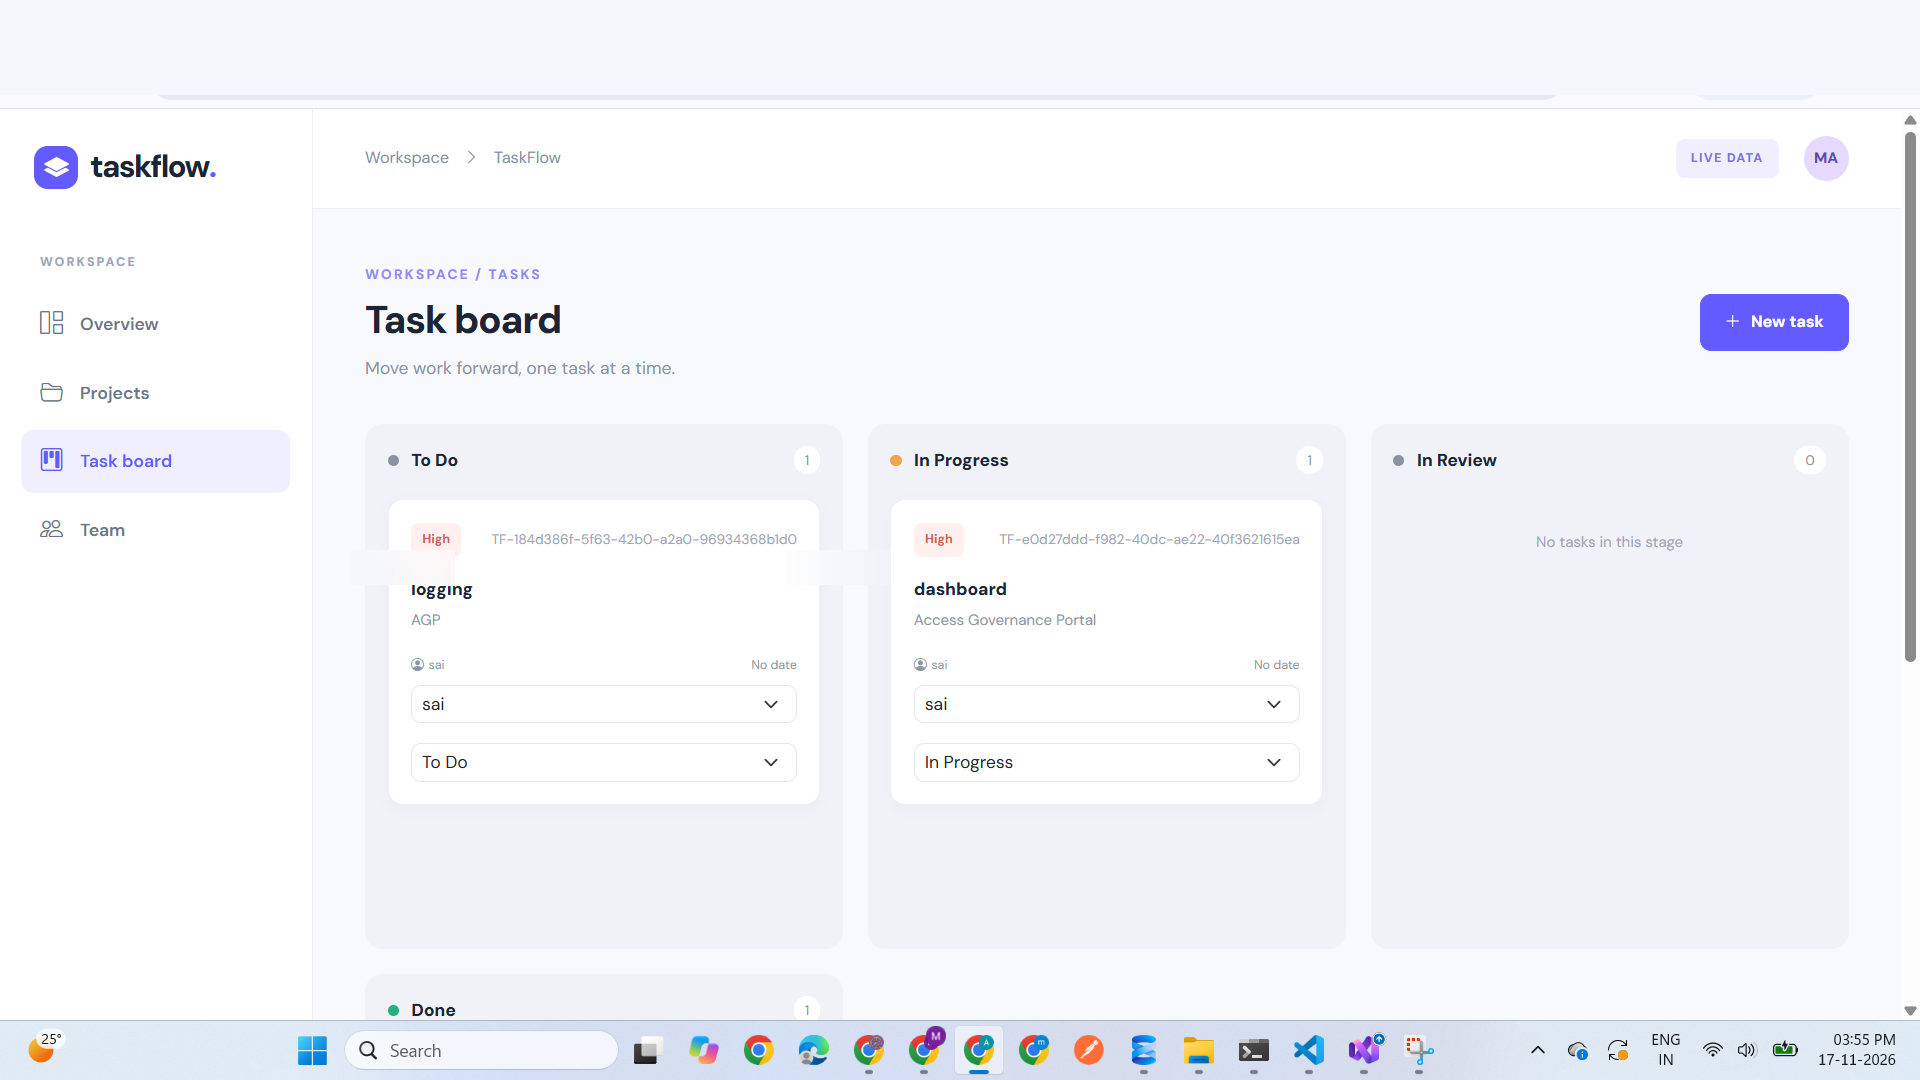 taskflow.
WORKSPACE
Overview
Projects
Task board
Team
Workspace > TaskFlow
LIVE DATA
MA
WORKSPACE / TASKS
Task board
Move work forward, one task at a time.
+ New task
To Do
1
High
TF-184d386f-5f63-42b0-a2a0-96934368b1d0
logging
AGP
sai
No date
sai
To Do
In Progress
1
High
TF-e0d27ddd-f982-40dc-ae22-40f3621615ea
dashboard
Access Governance Portal
sai
No date
sai
In Progress
In Review
0
No tasks in this stage
Done
1
25°
Search
M
A
m
ENG
IN
03:55 PM
17-11-2026